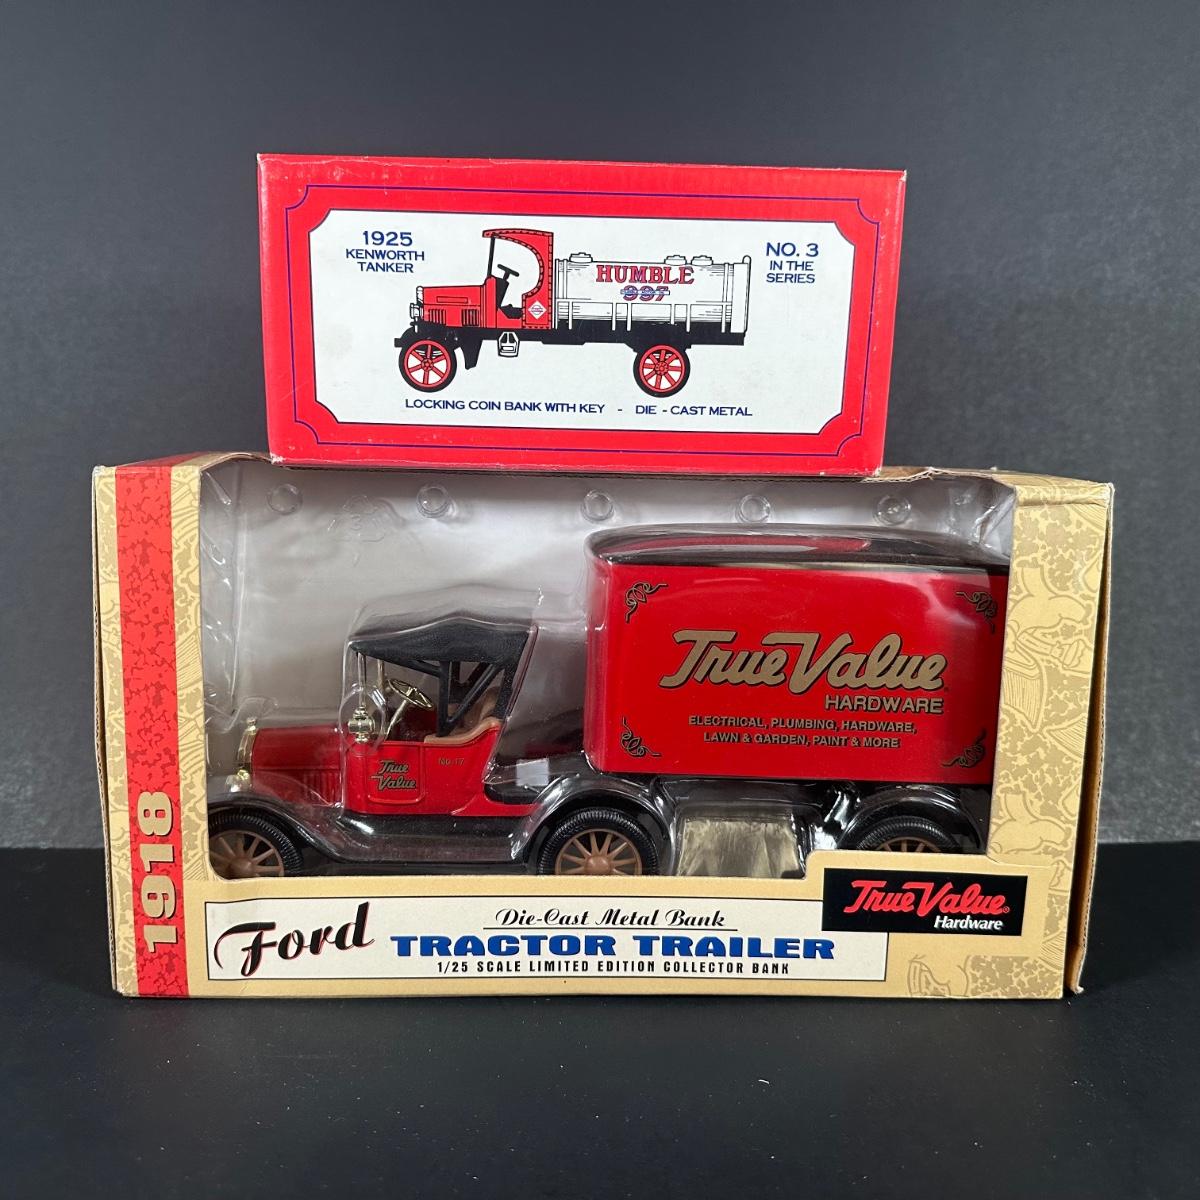 1925
KENWORTH
TANKER
NO. 3
IN THE
SERIES
HUMBLE
997
LOCKING COIN BANK WITH KEY - DIE - CAST METAL
True Value
HARDWARE
ELECTRICAL, PLUMBING, HARDWARE,
LAWN & GARDEN, PAINT & MORE
True
Value
No. 17
1918
Ford
Die-Cast Metal Bank
TRACTOR TRAILER
1/25 SCALE LIMITED EDITION COLLECTOR BANK
True Value®
Hardware